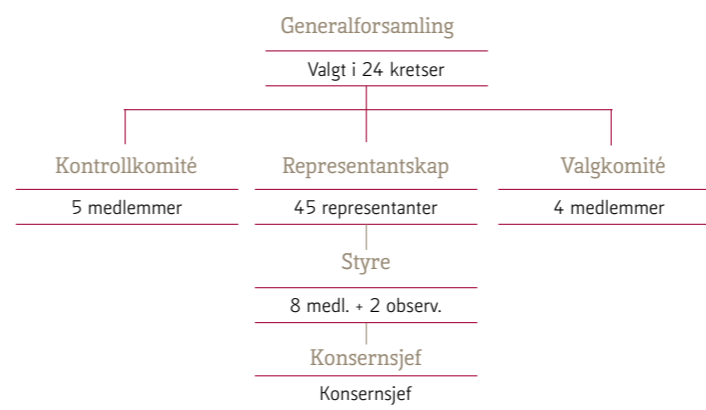 Generalforsamling
Valgt i 24 kretser
Kontrollkomité
5 medlemmer
Representantskap
45 representanter
Valgkomité
4 medlemmer
Styre
8 medl. + 2 observ.
Konsernsjef
Konsernsjef